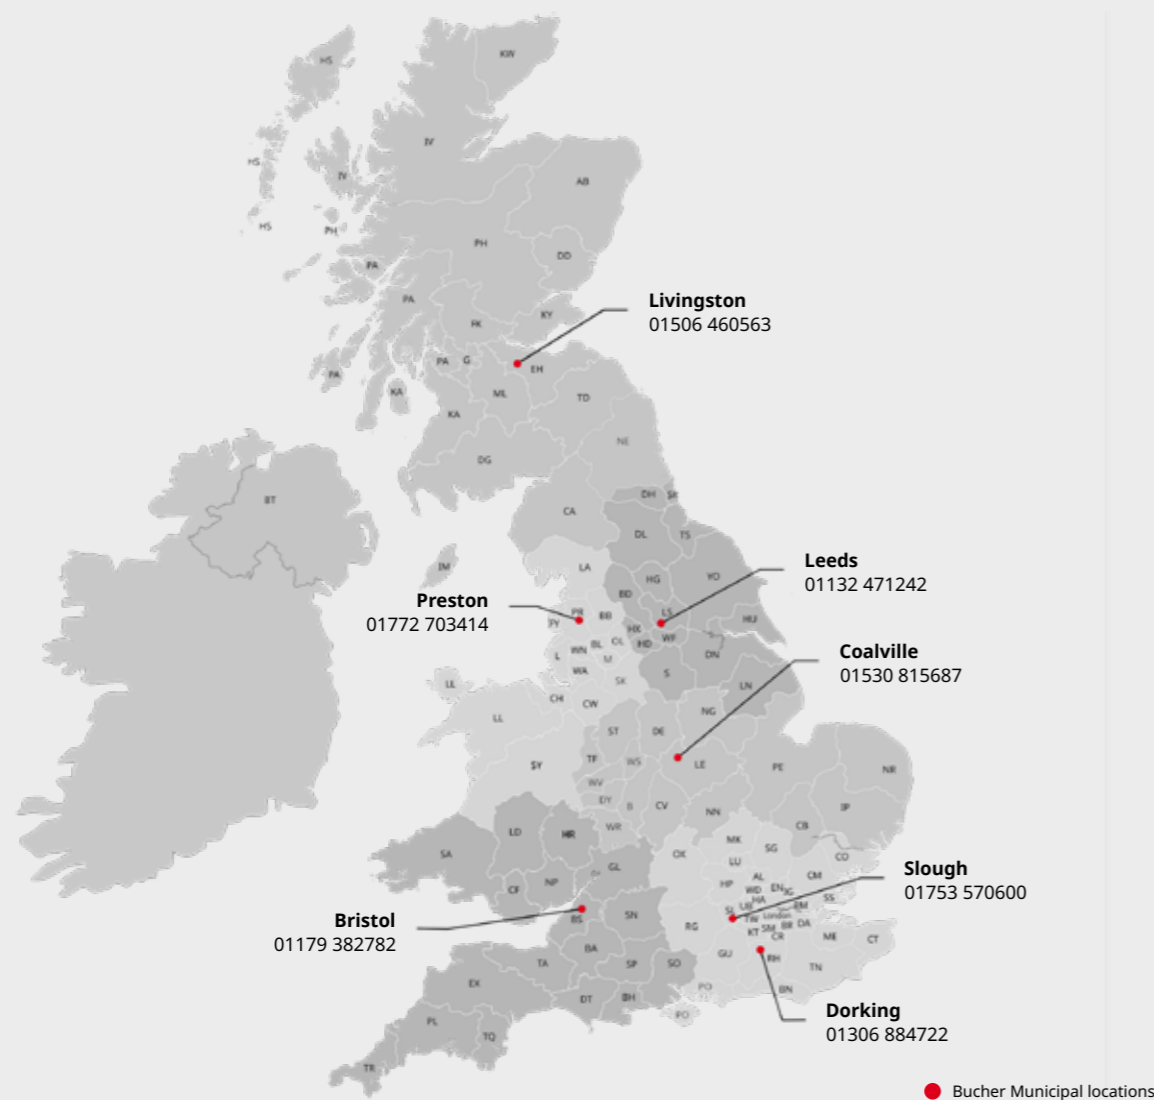 KW
HS
IV
HS
IV
AB
HS
PH
PH
DD
PA
PA
KY
FK
Livingston
01506 460563
PA
G
EH
PA
KA
ML
TD
KA
NE
DG
BT
DH
SR
CA
DL
TS
IM
LA
HG
YO
Leeds
01132 471242
BD
Preston
01772 703414
PR
BB
LS
HU
FY
HX
HD
WF
WN
BL
OL
L
M
DN
Coalville
01530 815687
WA
SK
S
LL
LN
CH
CW
LL
NG
ST
DE
TF
WS
LE
SY
PE
NR
WV
DY
B
CV
NN
IP
LD
HR
WR
CB
MK
SG
SA
OX
LU
CO
GL
AL
CM
CF
NP
HP
WD
EN
IG
Slough
01753 570600
HA
SS
SL
UB
RM
Bristol
01179 382782
BS
SN
TW
London
RG
KT
SM
BR
DA
CR
ME
CT
BA
GU
RH
TA
SP
SO
TN
EX
PO
BN
DT
BH
PO
Dorking
01306 884722
PL
TQ
TR
Bucher Municipal locations